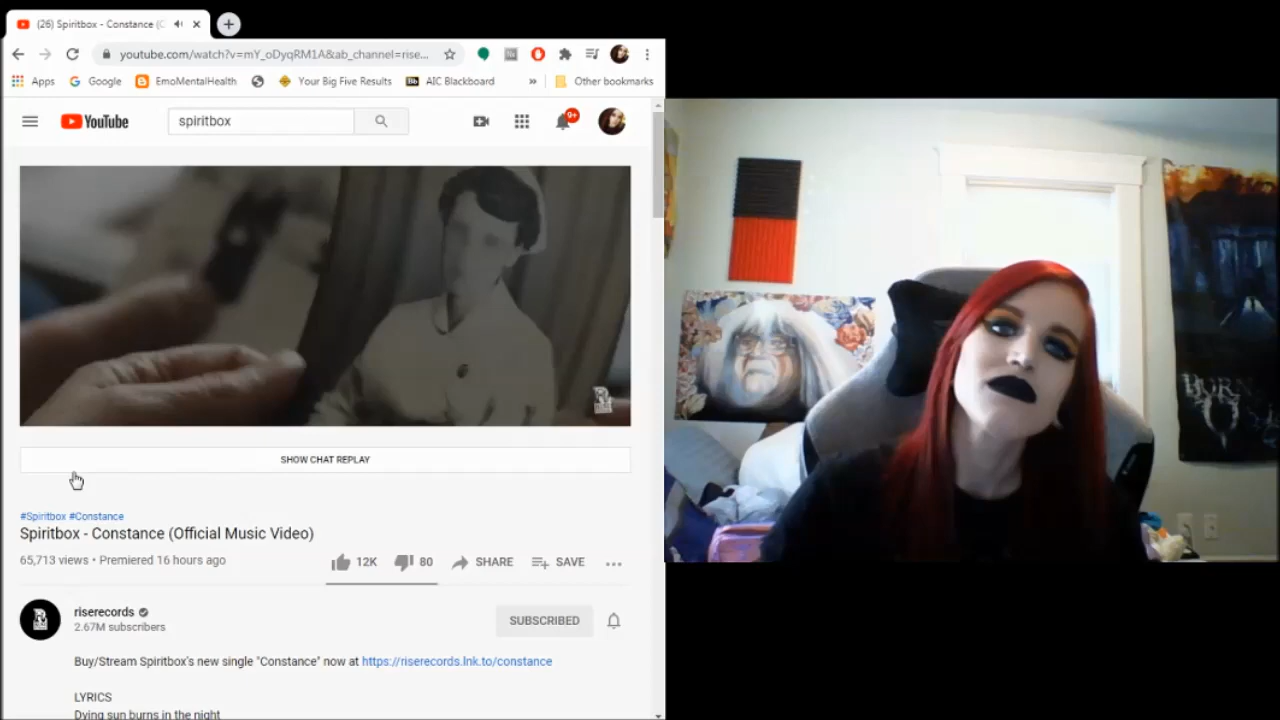 (26) Spiritbox - Constance (
youtube.com/watch?v=mY_oDyqRM1A&ab_channel=rise...
Apps Google EmoMentalHealth Your Big Five Results Bb AIC Blackboard » Other bookmarks
YouTube spiritbox 9+
SHOW CHAT REPLAY
#Spiritbox #Constance
Spiritbox - Constance (Official Music Video)
65,713 views • Premiered 16 hours ago 12K 80 SHARE SAVE
riserecords
2.67M subscribers SUBSCRIBED
Buy/Stream Spiritbox's new single "Constance" now at https://riserecords.lnk.to/constance
LYRICS
Dying sun burns in the night
BURN